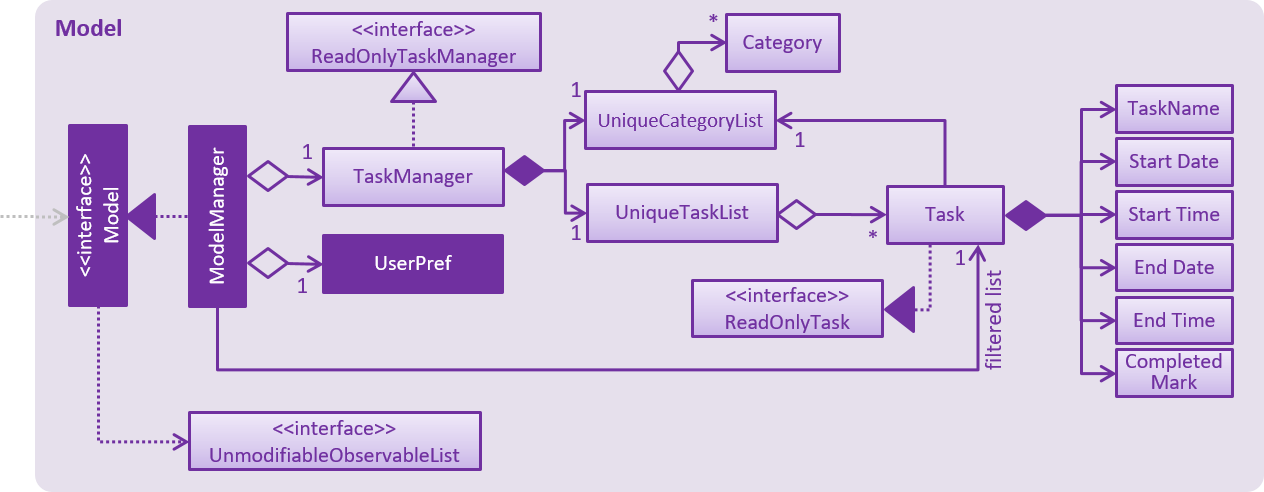 Model
<<interface>>
ReadOnlyTaskManager
*
Category
1
UniqueCategoryList
1
TaskName
<<interface>>
Model
ModelManager
1
TaskManager
Start Date
1
UniqueTaskList
*
Task
Start Time
1
UserPref
1
filtered list
<<interface>>
ReadOnlyTask
End Date
End Time
Completed
Mark
<<interface>>
UnmodifiableObservableList